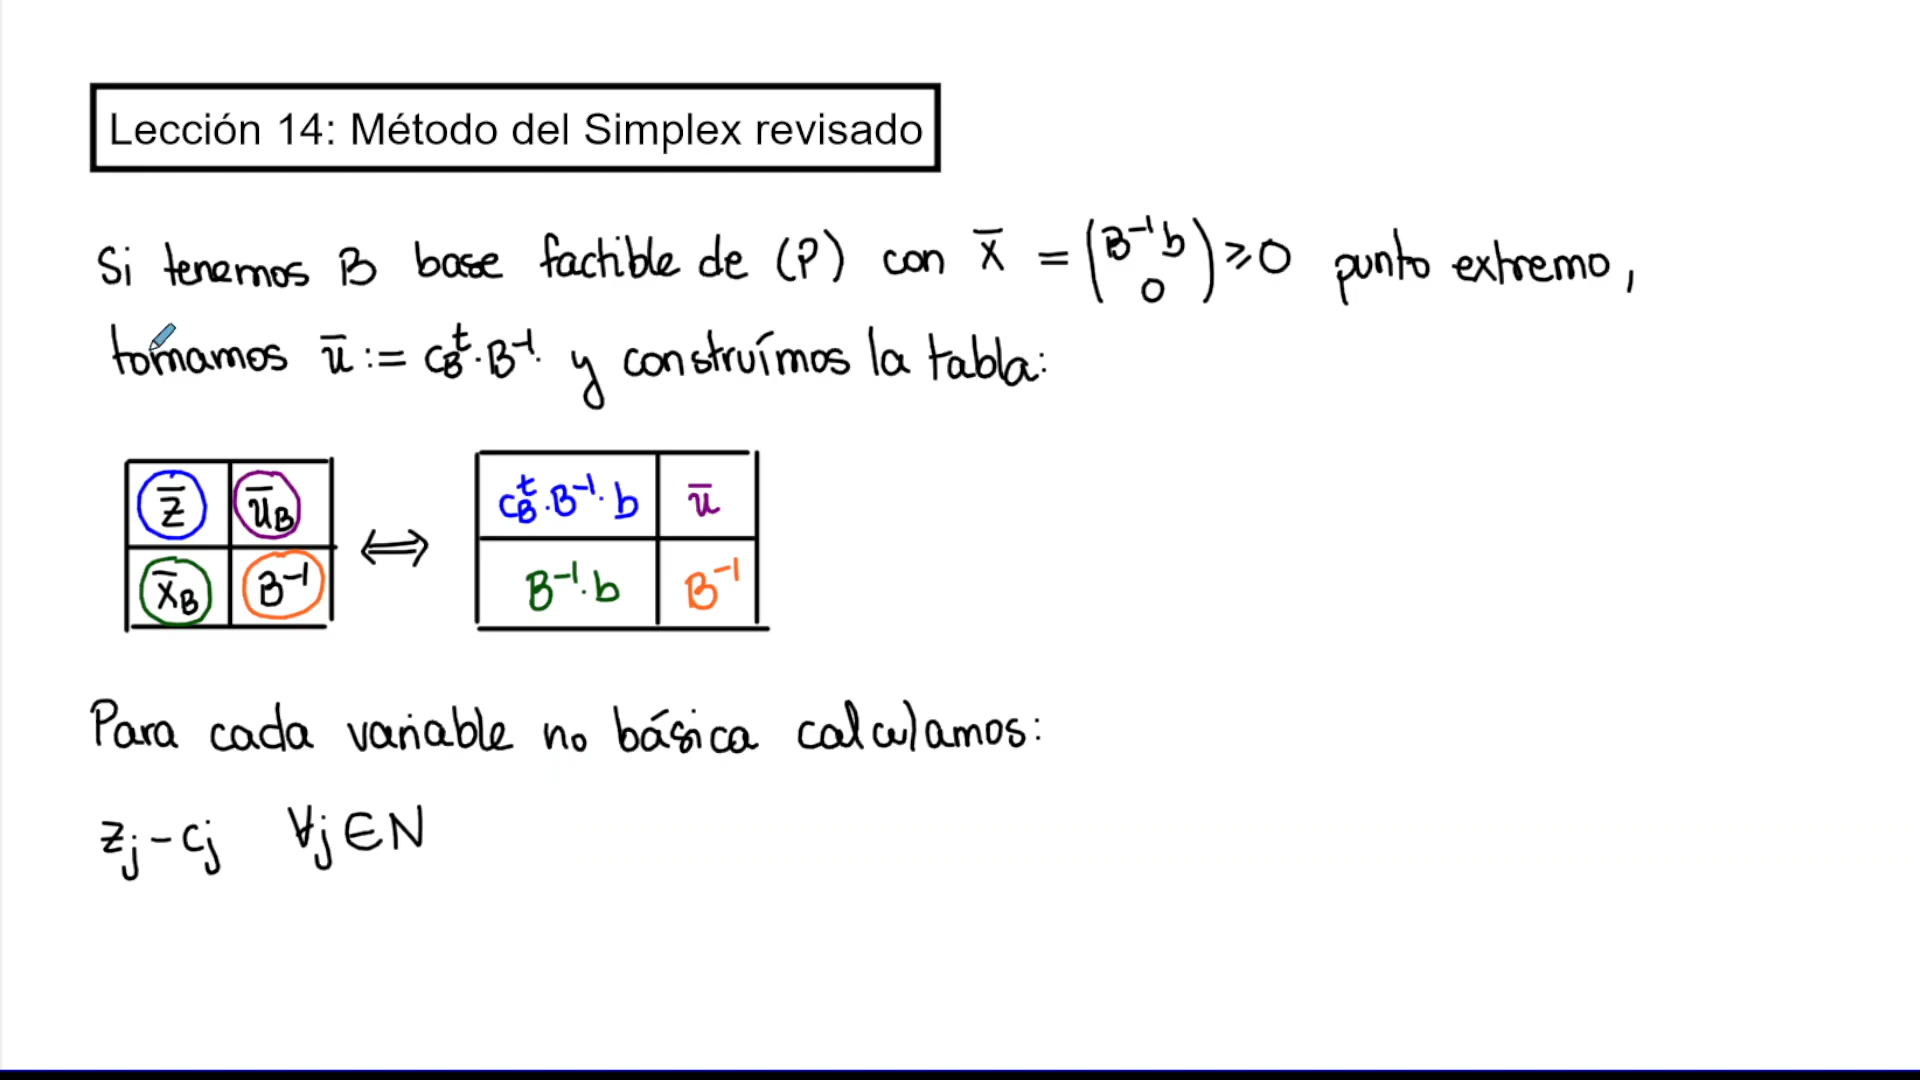 Lección 14: Método del Simplex revisado
Si tenemos B base factible de (P) con x̄ = (B⁻¹b 0) ≥ 0 punto extremo,
tomamos ū := c_B^t · B⁻¹ · y construímos la tabla:
z̄ ū_B ⟺ c_B^t · B⁻¹ · b ū
x̄_B B⁻¹ B⁻¹ · b B⁻¹
Para cada variable no básica calculamos:
z_j - c_j ∀j ∈ N